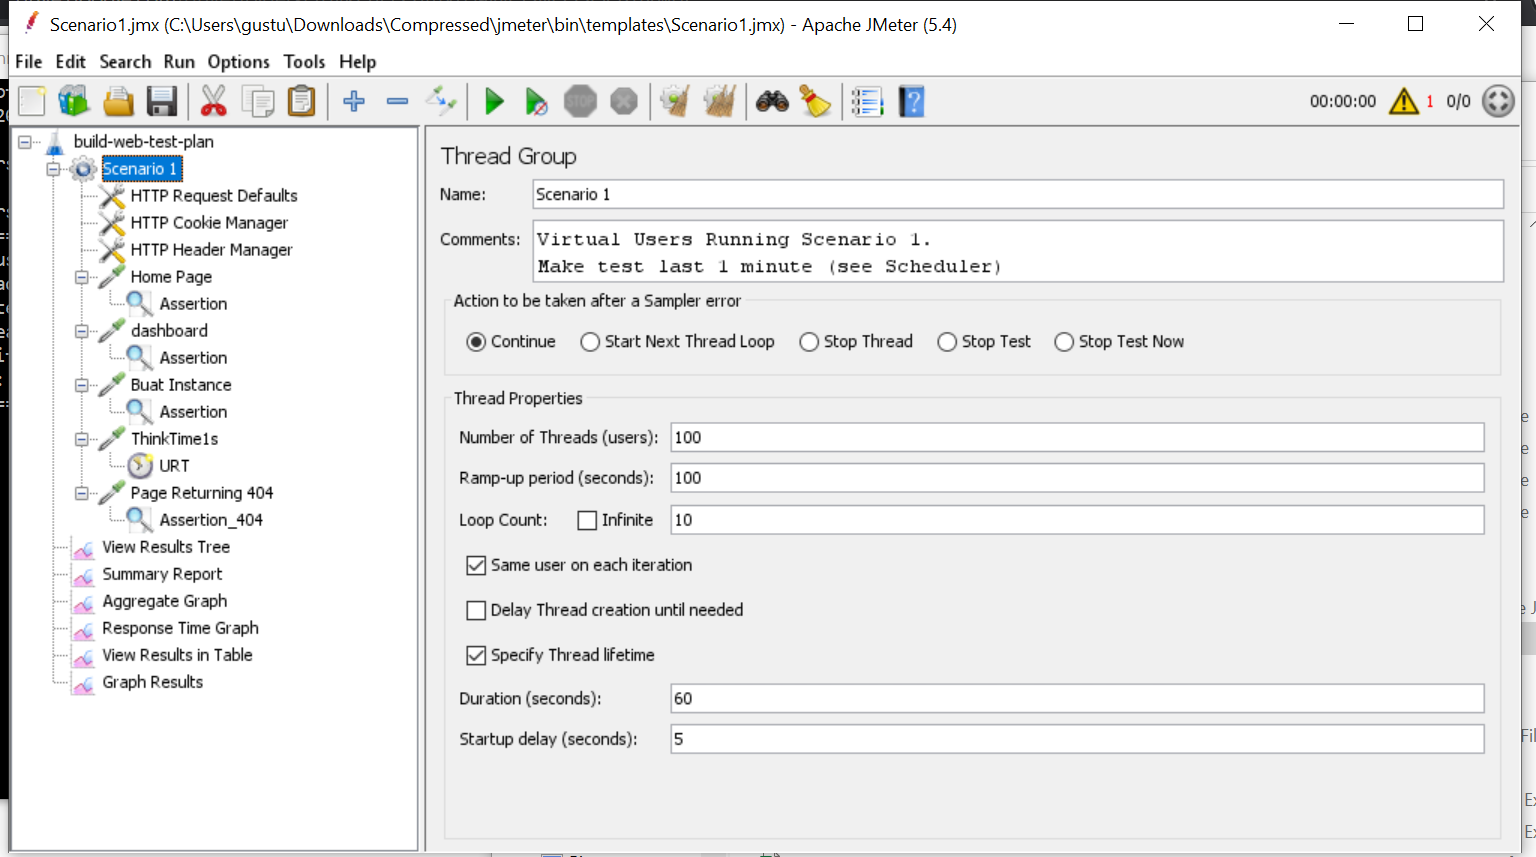 Scenario1.jmx (C:\Users\gustu\Downloads\Compressed\jmeter\bin\templates\Scenario1.jmx) - Apache JMeter (5.4)
File Edit Search Run Options Tools Help
STOP
00:00:00 1 0/0
build-web-test-plan
Scenario 1
HTTP Request Defaults
HTTP Cookie Manager
HTTP Header Manager
Home Page
Assertion
dashboard
Assertion
Buat Instance
Assertion
ThinkTime1s
URT
Page Returning 404
Assertion_404
View Results Tree
Summary Report
Aggregate Graph
Response Time Graph
View Results in Table
Graph Results
Thread Group
Name: Scenario 1
Comments: Virtual Users Running Scenario 1.
Make test last 1 minute (see Scheduler)
Action to be taken after a Sampler error
Continue Start Next Thread Loop Stop Thread Stop Test Stop Test Now
Thread Properties
Number of Threads (users): 100
Ramp-up period (seconds): 100
Loop Count: Infinite 10
Same user on each iteration
Delay Thread creation until needed
Specify Thread lifetime
Duration (seconds): 60
Startup delay (seconds): 5